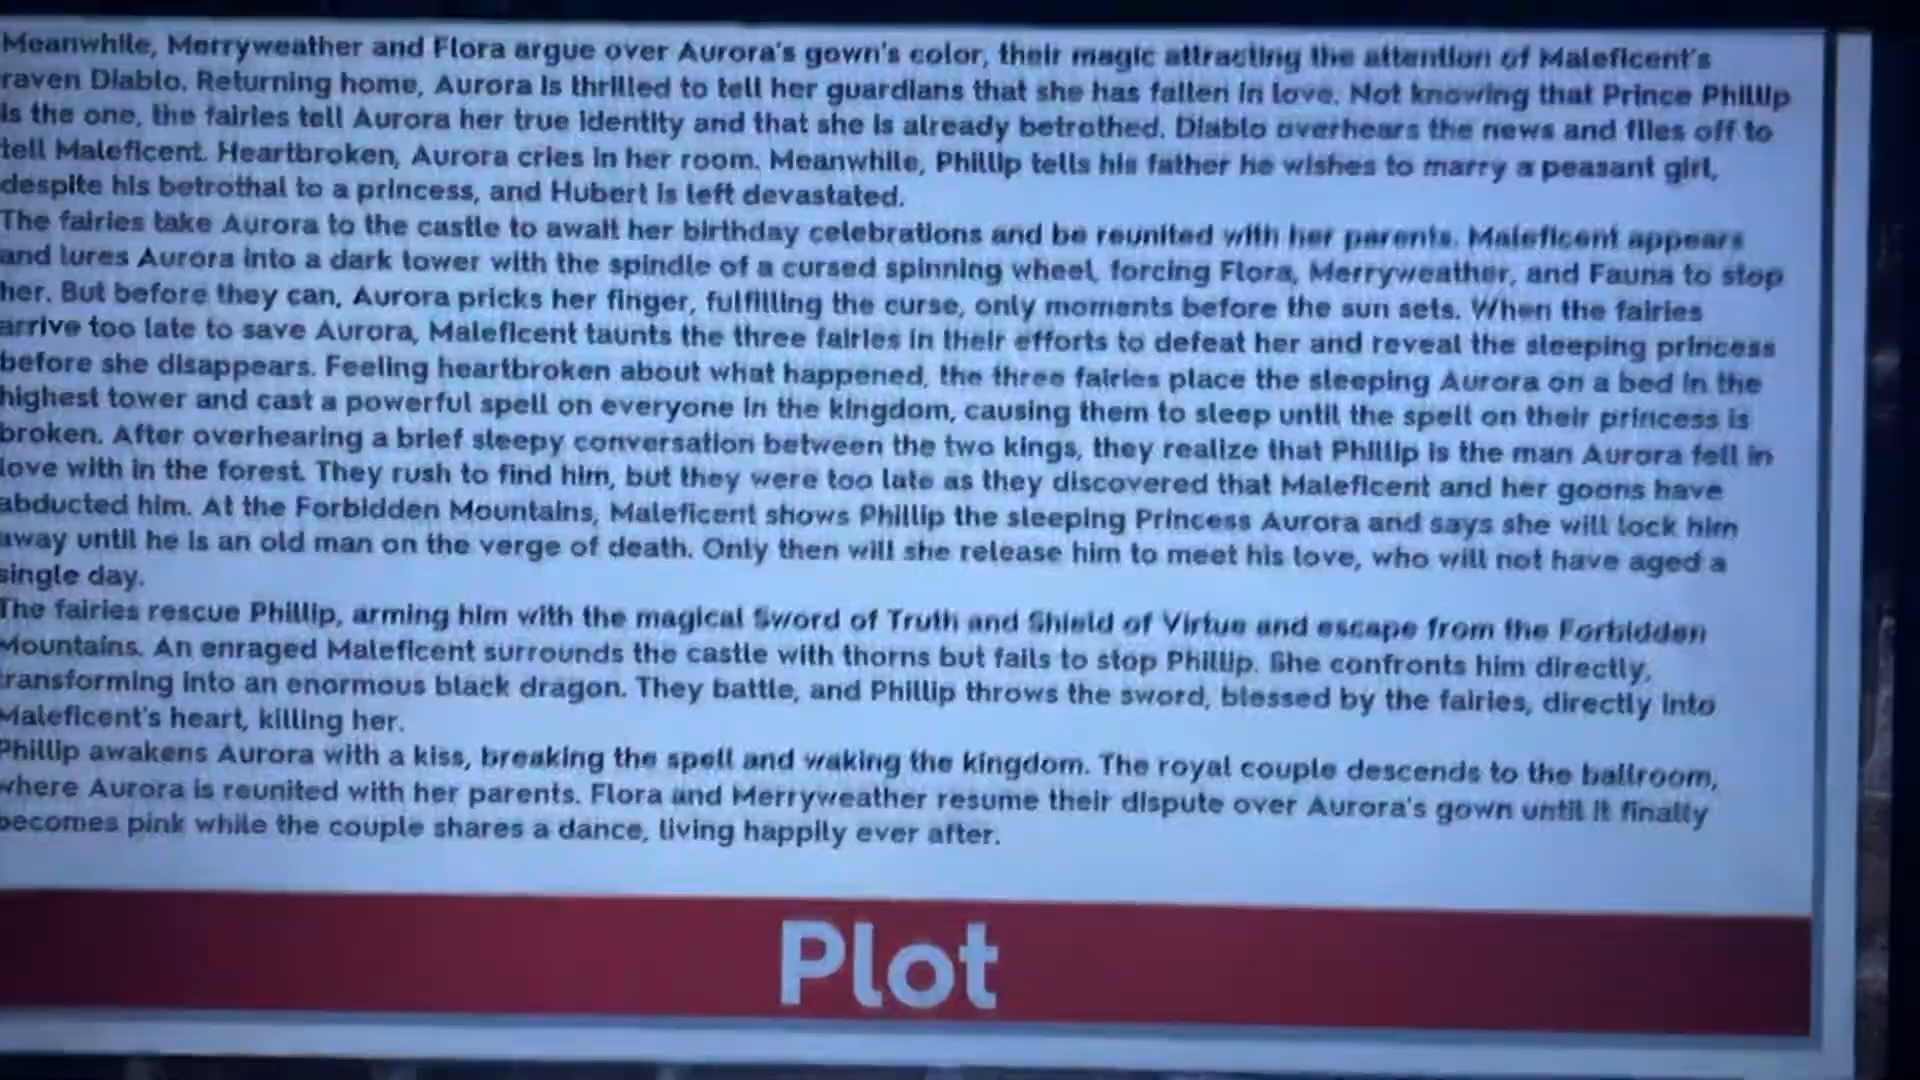 Meanwhile, Merryweather and Flora argue over Aurora's gown's color, their magic attracting the attention of Maleficent's
raven Diablo. Returning home, Aurora is thrilled to tell her guardians that she has fallen in love. Not knowing that Prince Phillip
is the one, the fairies tell Aurora her true identity and that she is already betrothed. Diablo overhears the news and flies off to
tell Maleficent. Heartbroken, Aurora cries in her room. Meanwhile, Phillip tells his father he wishes to marry a peasant girl,
despite his betrothal to a princess, and Hubert is left devastated.
The fairies take Aurora to the castle to await her birthday celebrations and be reunited with her parents. Maleficent appears
and lures Aurora into a dark tower with the spindle of a cursed spinning wheel, forcing Flora, Merryweather, and Fauna to stop
her. But before they can, Aurora pricks her finger, fulfilling the curse, only moments before the sun sets. When the fairies
arrive too late to save Aurora, Maleficent taunts the three fairies in their efforts to defeat her and reveal the sleeping princess
before she disappears. Feeling heartbroken about what happened, the three fairies place the sleeping Aurora on a bed in the
highest tower and cast a powerful spell on everyone in the kingdom, causing them to sleep until the spell on their princess is
broken. After overhearing a brief sleepy conversation between the two kings, they realize that Phillip is the man Aurora fell in
love with in the forest. They rush to find him, but they were too late as they discovered that Maleficent and her goons have
abducted him. At the Forbidden Mountains, Maleficent shows Phillip the sleeping Princess Aurora and says she will lock him
away until he is an old man on the verge of death. Only then will she release him to meet his love, who will not have aged a
single day.
The fairies rescue Phillip, arming him with the magical Sword of Truth and Shield of Virtue and escape from the Forbidden
Mountains. An enraged Maleficent surrounds the castle with thorns but fails to stop Phillip. She confronts him directly,
transforming into an enormous black dragon. They battle, and Phillip throws the sword, blessed by the fairies, directly into
Maleficent's heart, killing her.
Phillip awakens Aurora with a kiss, breaking the spell and waking the kingdom. The royal couple descends to the ballroom,
where Aurora is reunited with her parents. Flora and Merryweather resume their dispute over Aurora's gown until it finally
becomes pink while the couple shares a dance, living happily ever after.
Plot